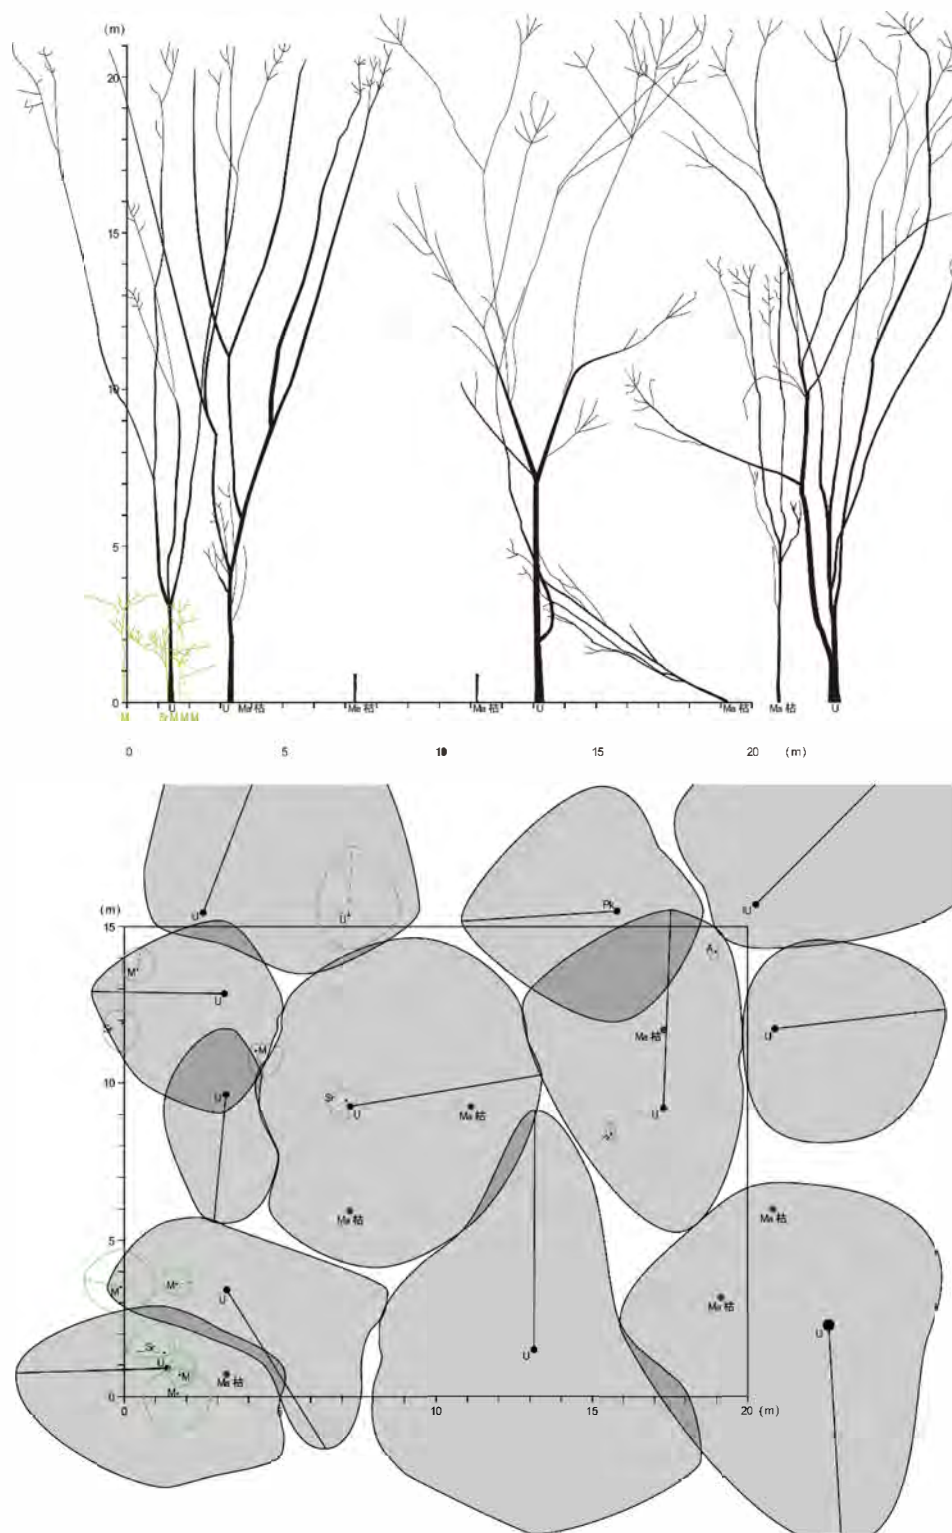 (m)
20
15
10
5
0
M Sr M M M U U Ma 枯 Ma 枯 Ma 枯 U Ma 枯 Ma 枯 U
0 5 10 15 20 (m)
Pk
(m) U U U
15
A
M U
U
Ma 枯
M
10
U
Sr
U Ma 枯 U
Ma 枯 Ma 枯
5
M M
U Ma 枯
Sr U
U M Ma 枯
M
0
0 5 10 15 20 (m)